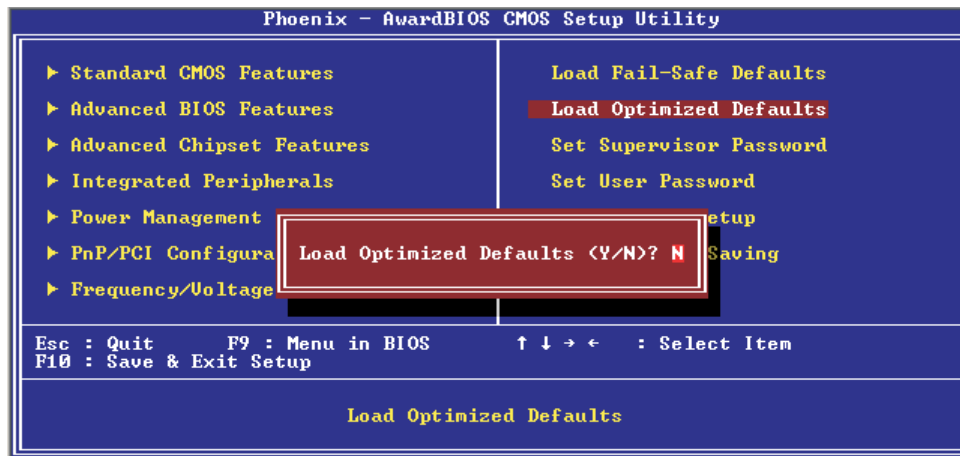 Phoenix - AwardBIOS CMOS Setup Utility
► Standard CMOS Features
► Advanced BIOS Features
► Advanced Chipset Features
► Integrated Peripherals
► Power Management
► PnP/PCI Configura
► Frequency/Voltage
Load Fail-Safe Defaults
Load Optimized Defaults
Set Supervisor Password
Set User Password
etup
Saving
Load Optimized Defaults (Y/N)? N
Esc : Quit F9 : Menu in BIOS ↑ ↓ → ← : Select Item
F10 : Save & Exit Setup
Load Optimized Defaults